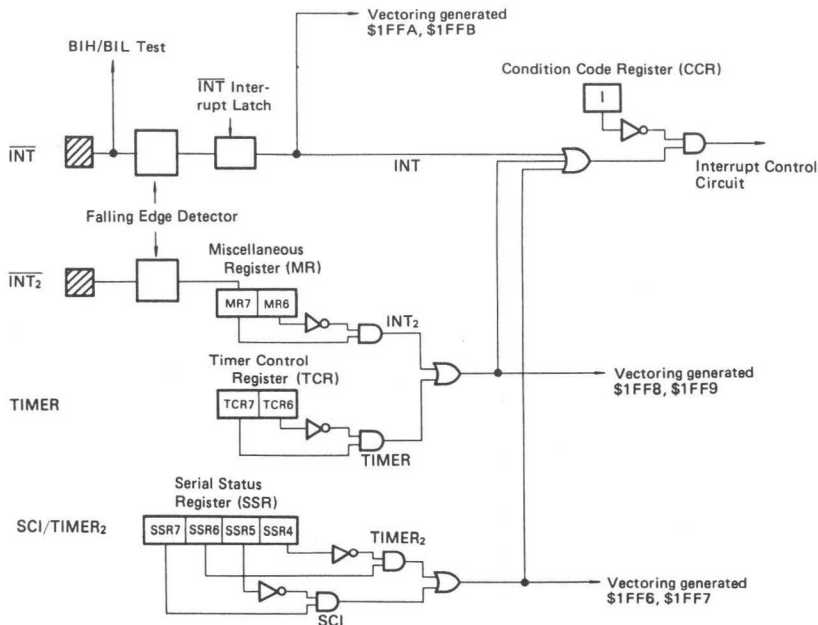 Vectoring generated
$1FFA, $1FFB
BIH/BIL Test
Condition Code Register (CCR)
INT Inter-
rupt Latch
I
INT
INT
Interrupt Control
Circuit
Falling Edge Detector
Miscellaneous
Register (MR)
INT2
MR7 MR6
INT2
Timer Control
Register (TCR)
Vectoring generated
$1FF8, $1FF9
TIMER
TCR7 TCR6
TIMER
Serial Status
Register (SSR)
SCI/TIMER2
SSR7 SSR6 SSR5 SSR4
TIMER2
Vectoring generated
$1FF6, $1FF7
SCI